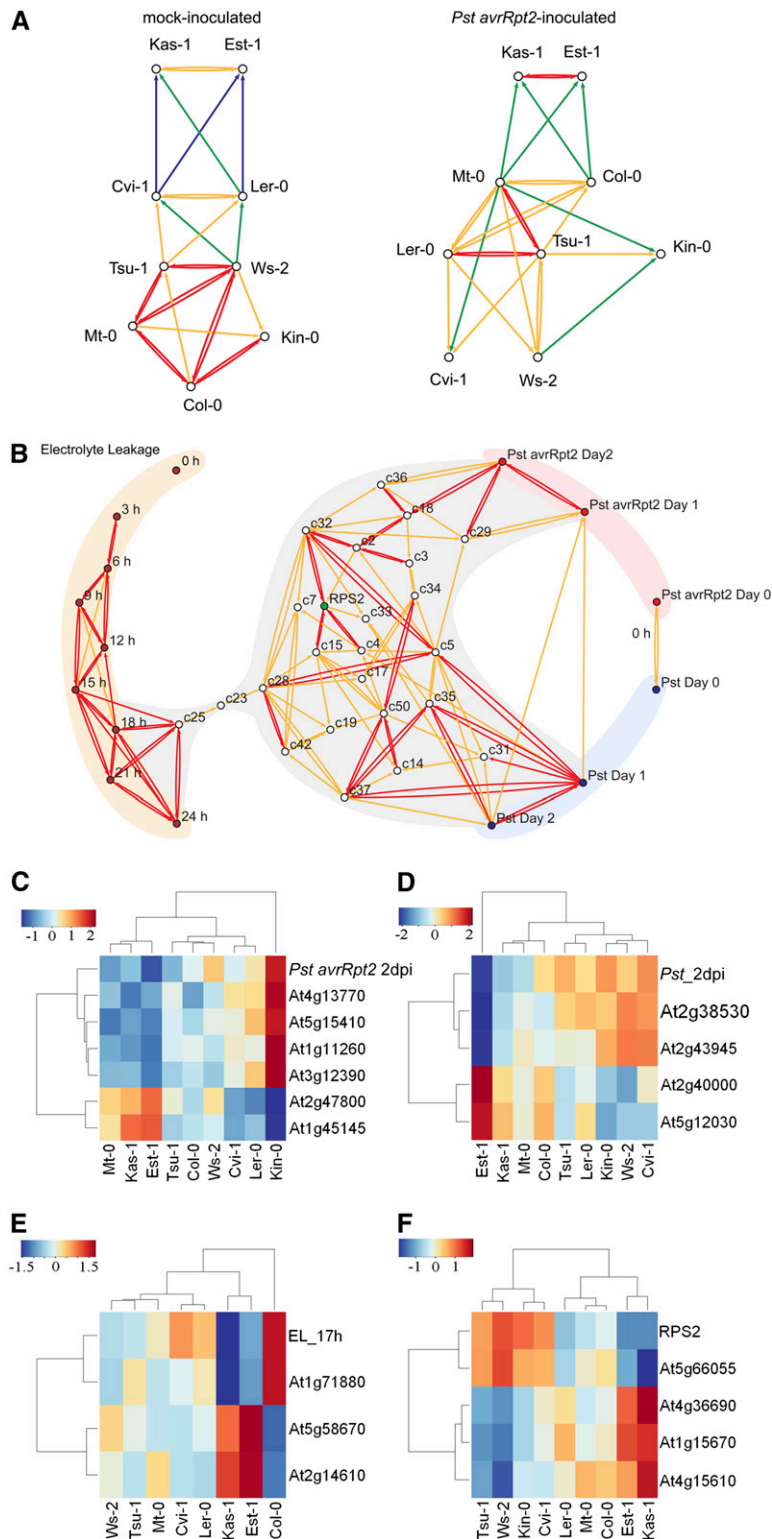 A
mock-inoculated
Pst avrRpt2-inoculated
Kas-1 Est-1
Kas-1 Est-1
Cvi-1 Ler-0
Mt-0 Col-0
Tsu-1 Ws-2
Ler-0 Tsu-1 Kin-0
Mt-0 Kin-0
Cvi-1 Ws-2
Col-0
B
Electrolyte Leakage
0 h
3 h
6 h
9 h
12 h
15 h
18 h
21 h
24 h
c25
c23
c28
c36
c32
c18
c2
c29
c3
c7
RPS2
c34
c33
c15
c4
c5
c17
c35
c50
c19
c42
c31
c14
c37
Pst avrRpt2 Day2
Pst avrRpt2 Day 1
Pst avrRpt2 Day 0
0 h
Pst Day 0
Pst Day 1
Pst Day 2
C
-1 0 1 2
Pst avrRpt2 2dpi
At4g13770
At5g15410
At1g11260
At3g12390
At2g47800
At1g45145
Mt-0 Kas-1 Est-1 Tsu-1 Col-0 Ws-2 Cvi-1 Ler-0 Kin-0
D
-2 0 2
Pst_2dpi
At2g38530
At2g43945
At2g40000
At5g12030
Est-1 Kas-1 Mt-0 Col-0 Tsu-1 Ler-0 Kin-0 Ws-2 Cvi-1
E
-1.5 0 1.5
EL_17h
At1g71880
At5g58670
At2g14610
Ws-2 Tsu-1 Mt-0 Cvi-1 Ler-0 Kas-1 Est-1 Col-0
F
-1 0 1
RPS2
At5g66055
At4g36690
At1g15670
At4g15610
Tsu-1 Ws-2 Kin-0 Cvi-1 Ler-0 Mt-0 Col-0 Est-1 Kas-1